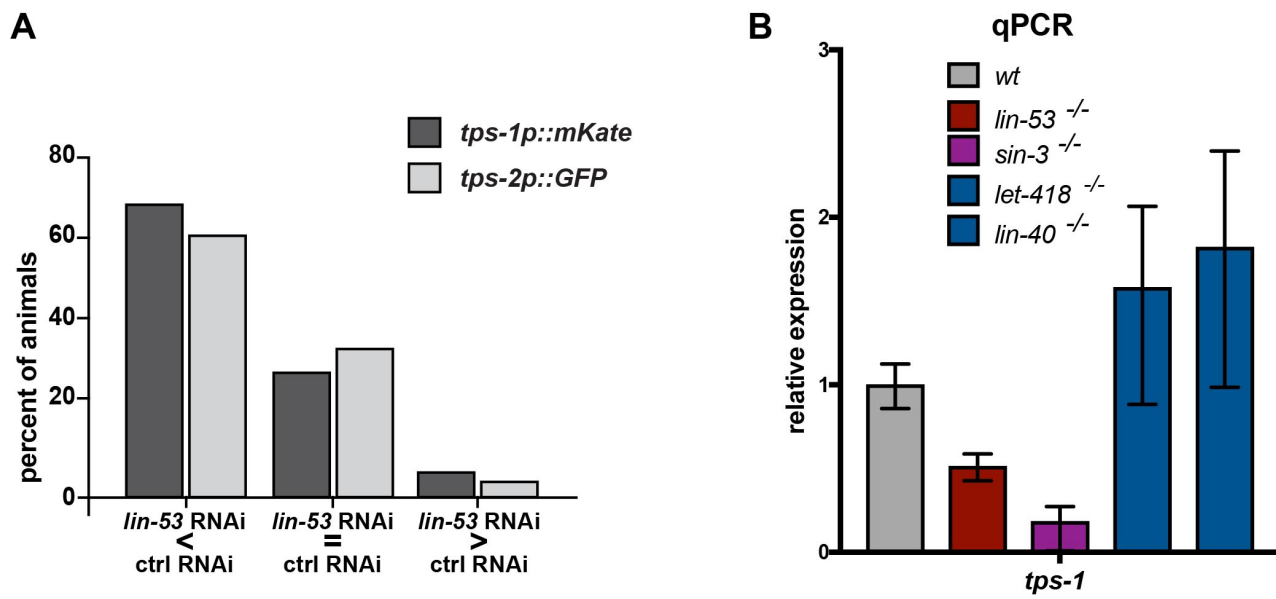 A
tps-1p::mKate
tps-2p::GFP
percent of animals
80
60
40
20
0
lin-53 RNAi
<
ctrl RNAi
lin-53 RNAi
=
ctrl RNAi
lin-53 RNAi
>
ctrl RNAi
B
qPCR
wt
lin-53 -/-
sin-3 -/-
let-418 -/-
lin-40 -/-
relative expression
3
2
1
0
tps-1